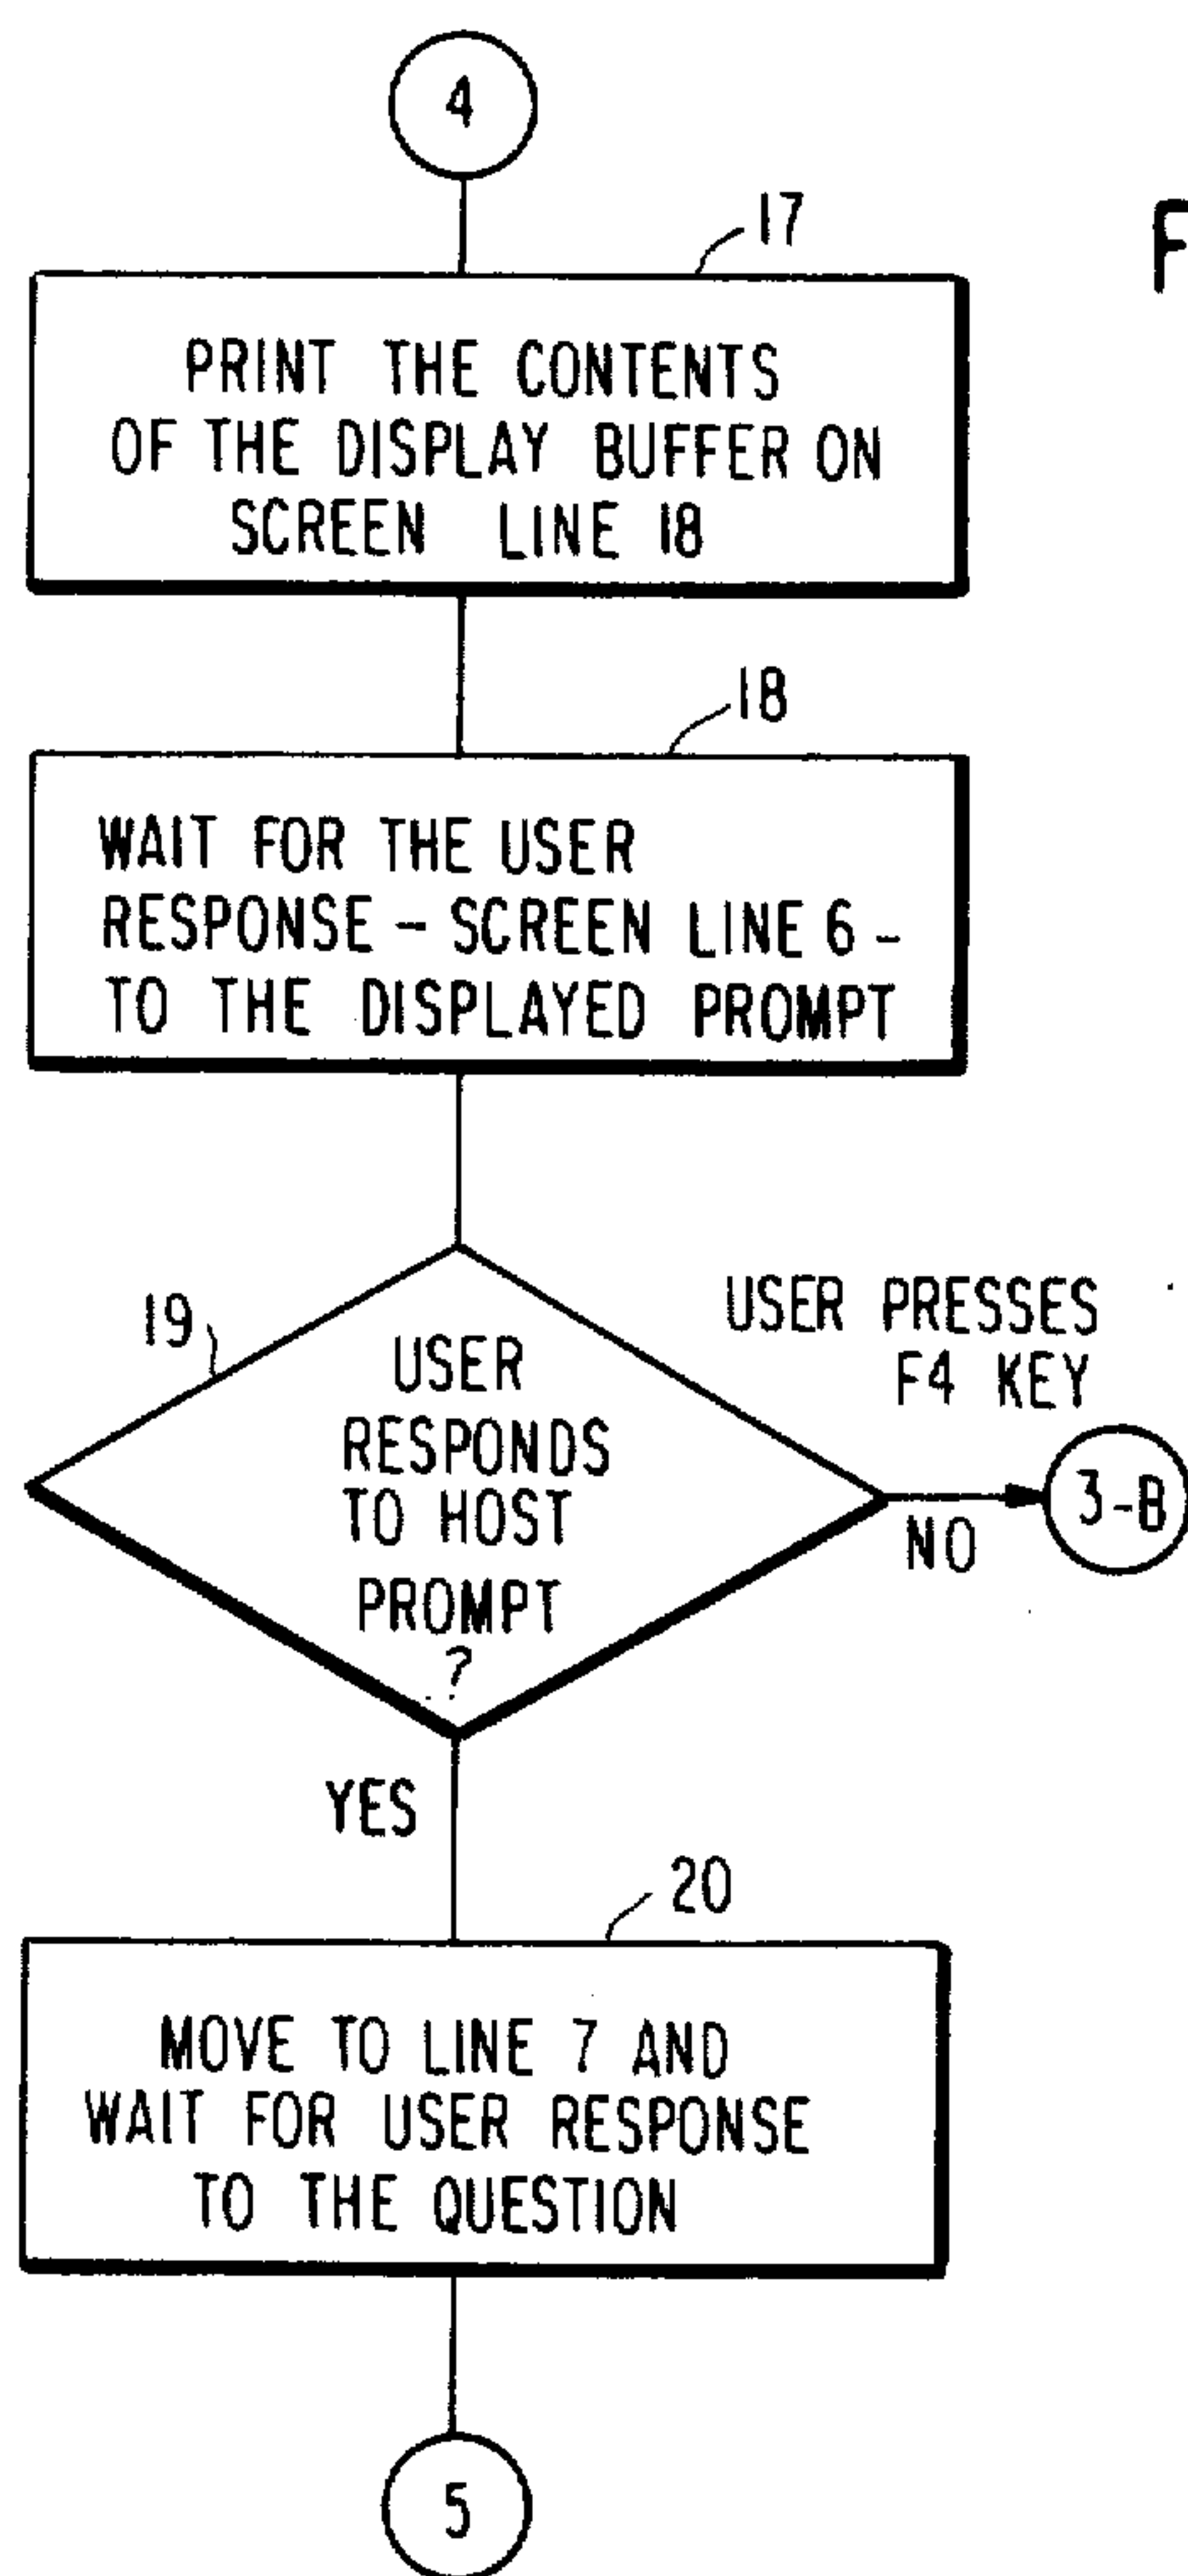 4
17
F
PRINT THE CONTENTS
OF THE DISPLAY BUFFER ON
SCREEN LINE 18
18
WAIT FOR THE USER
RESPONSE - SCREEN LINE 6 -
TO THE DISPLAYED PROMPT
19
USER
RESPONDS
TO HOST
PROMPT
?
USER PRESSES
F4 KEY
3-B
NO
YES
20
MOVE TO LINE 7 AND
WAIT FOR USER RESPONSE
TO THE QUESTION
5